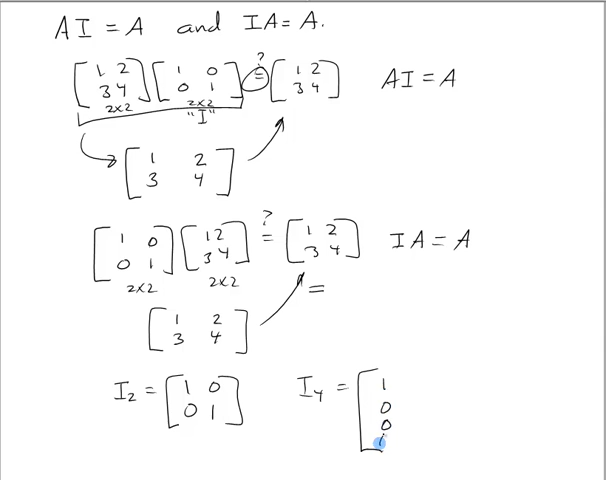 AI = A and IA = A.
[1 2; 3 4] [1 0; 0 1] ?= [1 2; 3 4] AI = A
2x2 2x2
"I"
[1 2; 3 4]
[1 0; 0 1] [1 2; 3 4] ?= [1 2; 3 4] IA = A
2x2 2x2 =
[1 2; 3 4]
I₂ = [1 0; 0 1] I₄ = [1; 0; 0;